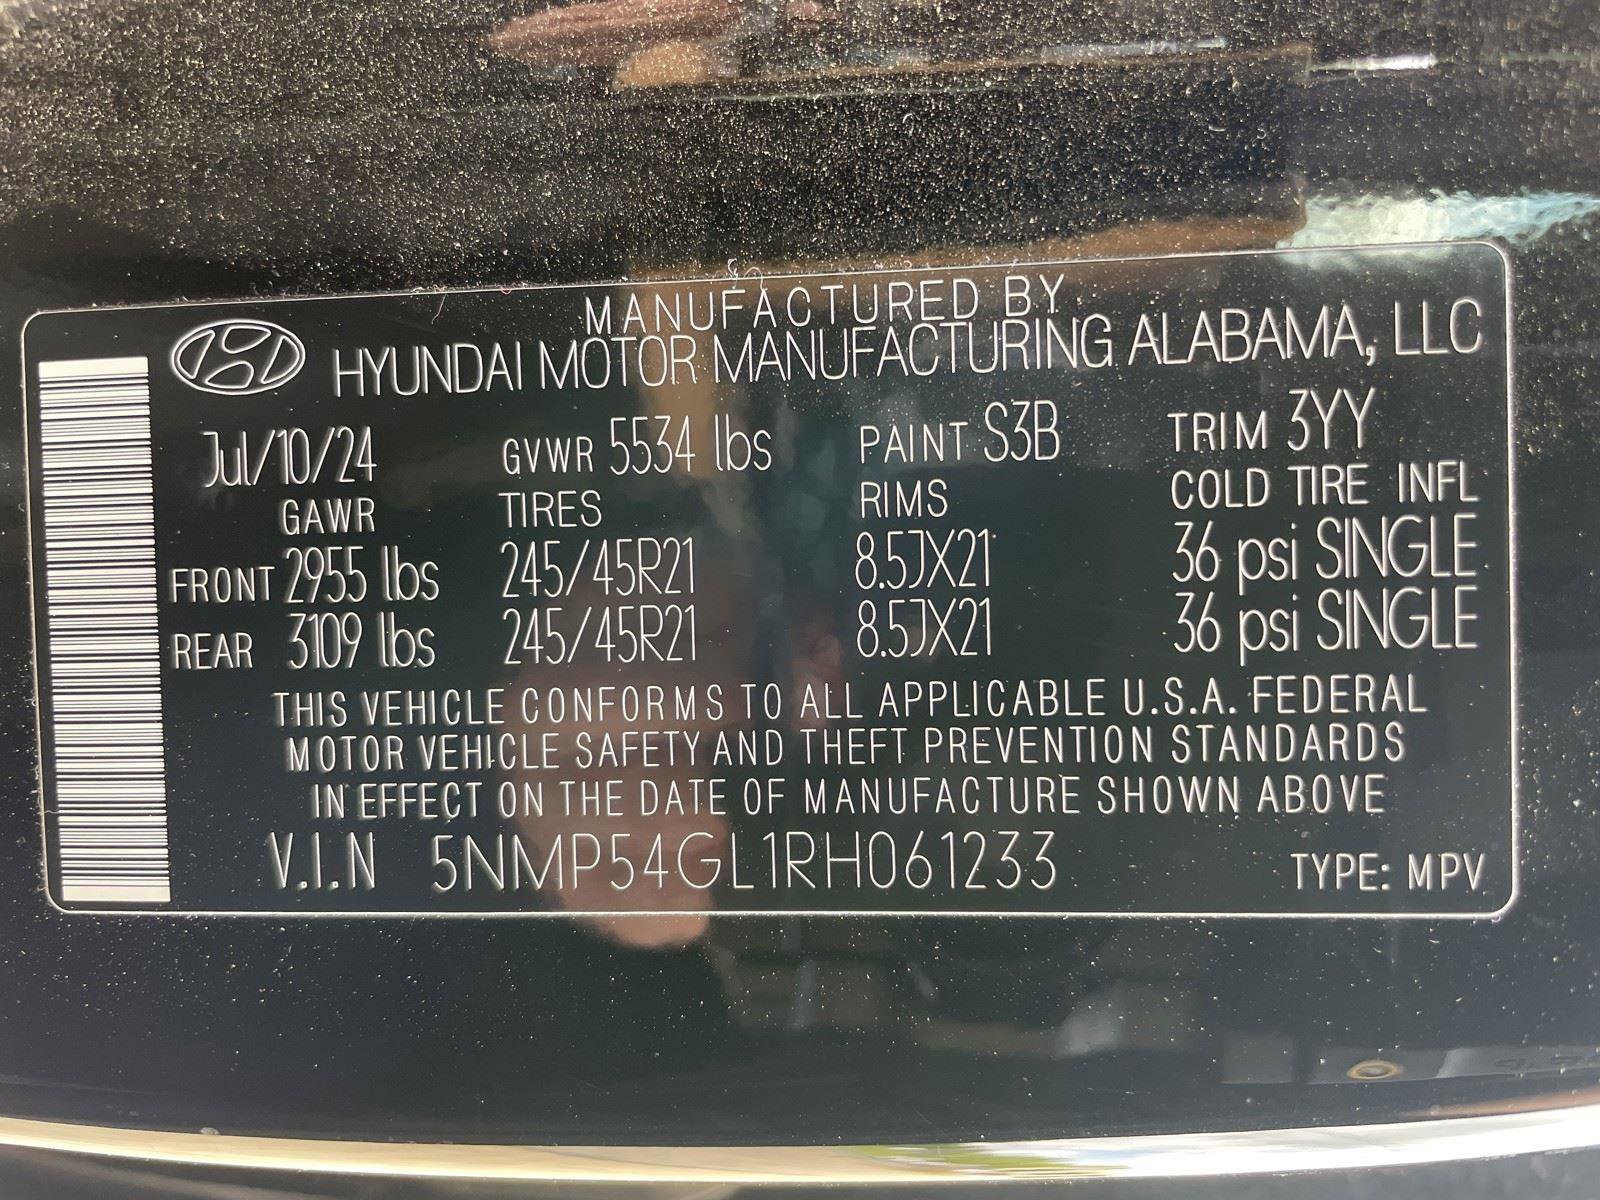 MANUFACTURED BY
HYUNDAI MOTOR MANUFACTURING ALABAMA, LLC
Jul/10/24 GVWR 5534 lbs PAINT S3B TRIM 3YY
GAWR TIRES RIMS COLD TIRE INFL
FRONT 2955 lbs 245/45R21 8.5JX21 36 psi SINGLE
REAR 3109 lbs 245/45R21 8.5JX21 36 psi SINGLE
THIS VEHICLE CONFORMS TO ALL APPLICABLE U.S.A. FEDERAL
MOTOR VEHICLE SAFETY AND THEFT PREVENTION STANDARDS
IN EFFECT ON THE DATE OF MANUFACTURE SHOWN ABOVE
V.I.N 5NMP54GL1RH061233 TYPE: MPV